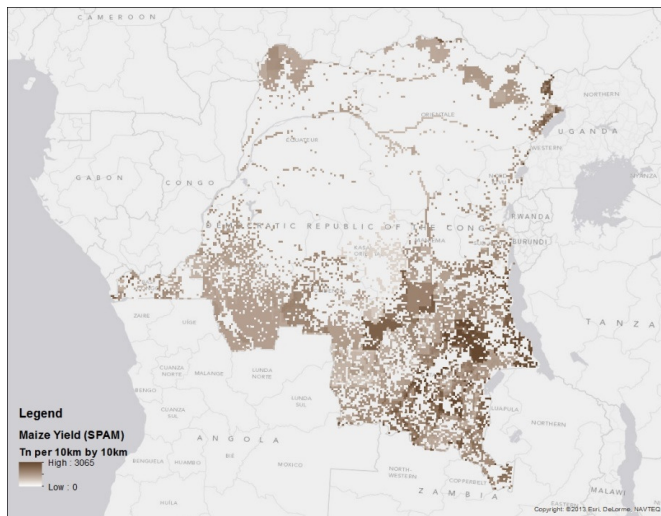 CAMEROON
NORTHERN
ORIENTALE
UGANDA
EQUATEUR
WESTERN
GABON
CONGO
RWANDA
DEMOCRATIC REPUBLIC OF THE CONGO
BURUNDI
ZAIRE
UIGE
TANZA
CUANZA
NORTE
MALANGE
LUNDA
NORTE
BENGO
LUNDA
SUL
CUANZA
SUL
LUAPULA
NORTHERN
Legend
Maize Yield (SPAM)
Tn per 10km by 10km
High : 3065
Low : 0
ANGOLA
BENGUELA
HUAMBO
BIE
MOXICO
NORTH-
WESTERN
COPPERBELT
ZAMBIA
MALAWI
HUILA
EASTERN
Copyright:©2013 Esri, DeLorme, NAVTEQ